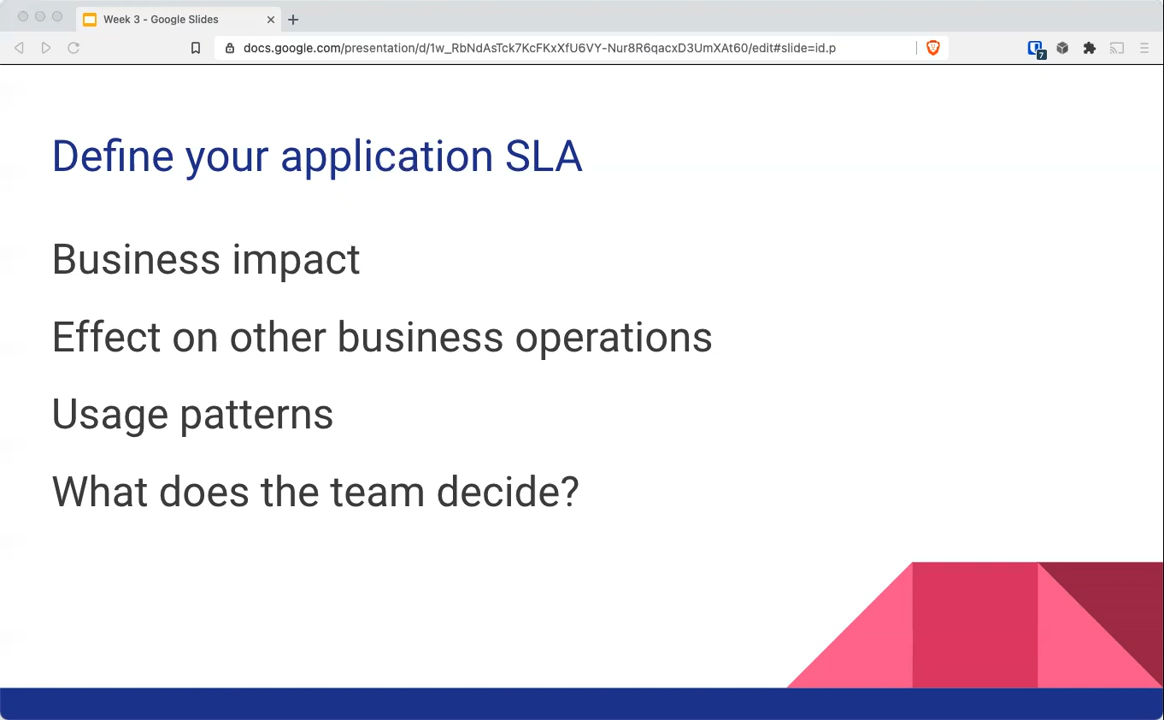 Week 3 - Google Slides
docs.google.com/presentation/d/1w_RbNdAsTck7KcFKxXfU6VY-Nur8R6qacxD3UmXAt60/edit#slide=id.p
7
Define your application SLA
Business impact
Effect on other business operations
Usage patterns
What does the team decide?